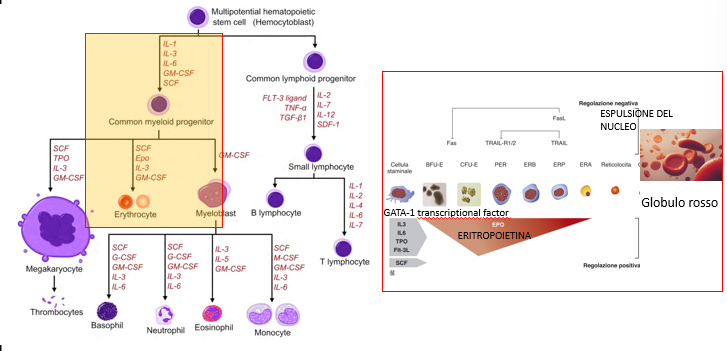 Multipotential hematopoietic
stem cell (Hemocytoblast)
IL-1
IL-3
IL-6
GM-CSF
SCF
Common myeloid progenitor
Common lymphoid progenitor
FLT-3 ligand
TNF-α
TGF-β1
IL-2
IL-7
IL-12
SDF-1
SCF
TPO
IL-3
GM-CSF
SCF
Epo
IL-3
GM-CSF
GM-CSF
Small lymphocyte
Megakaryocyte
Erythrocyte
Myeloblast
B lymphocyte
IL-1
IL-2
IL-4
IL-6
IL-7
T lymphocyte
Thrombocytes
SCF
G-CSF
GM-CSF
IL-3
IL-6
SCF
G-CSF
GM-CSF
IL-3
IL-6
IL-3
IL-5
GM-CSF
SCF
M-CSF
GM-CSF
IL-3
IL-6
Basophil
Neutrophil
Eosinophil
Monocyte
Regolazione negativa
ESPULSIONE DEL
NUCLEO
FasL
Fas
TRAIL-R1/2
TRAIL
Cellula
staminale
BFU-E
CFU-E
PER
ERB
ERP
ERA
Reticolocita
Globulo rosso
GATA-1 transcriptional factor
IL3
IL6
TPO
Flt-3L
SCF
EPO
ERITROPOIETINA
Regolazione positiva